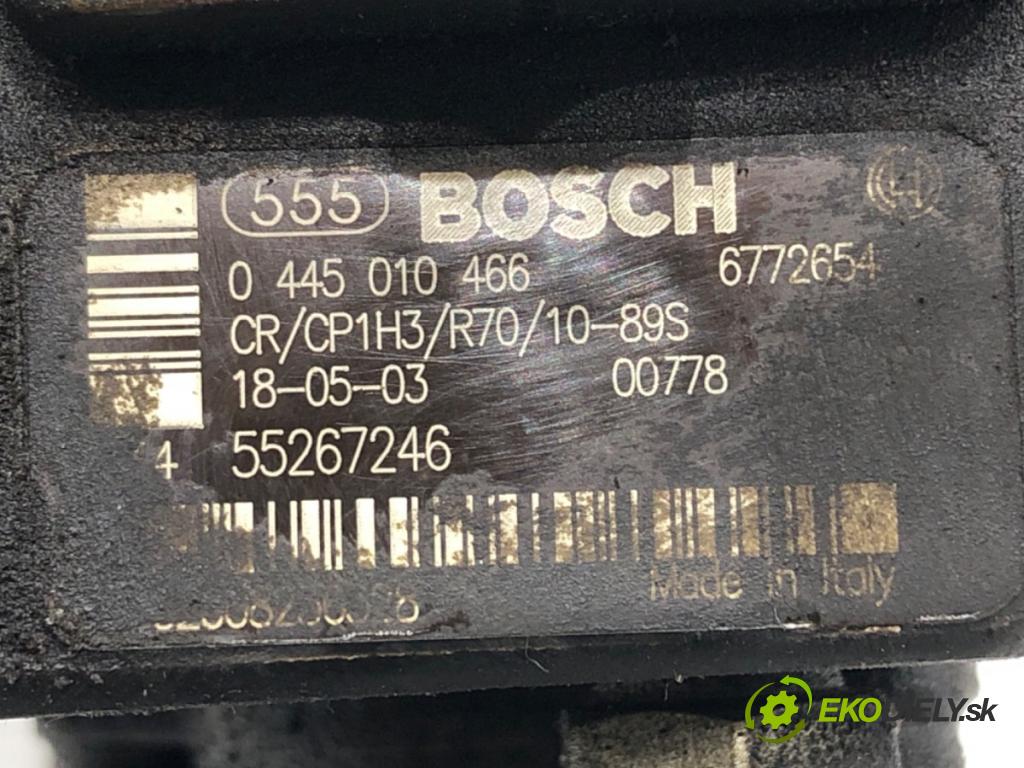 555 BOSCH
0 445 010 466 6772654
CR/CP1H3/R70/10-89S
18-05-03 00778
4 55267246
Made in Italy
EKODIELY.sk